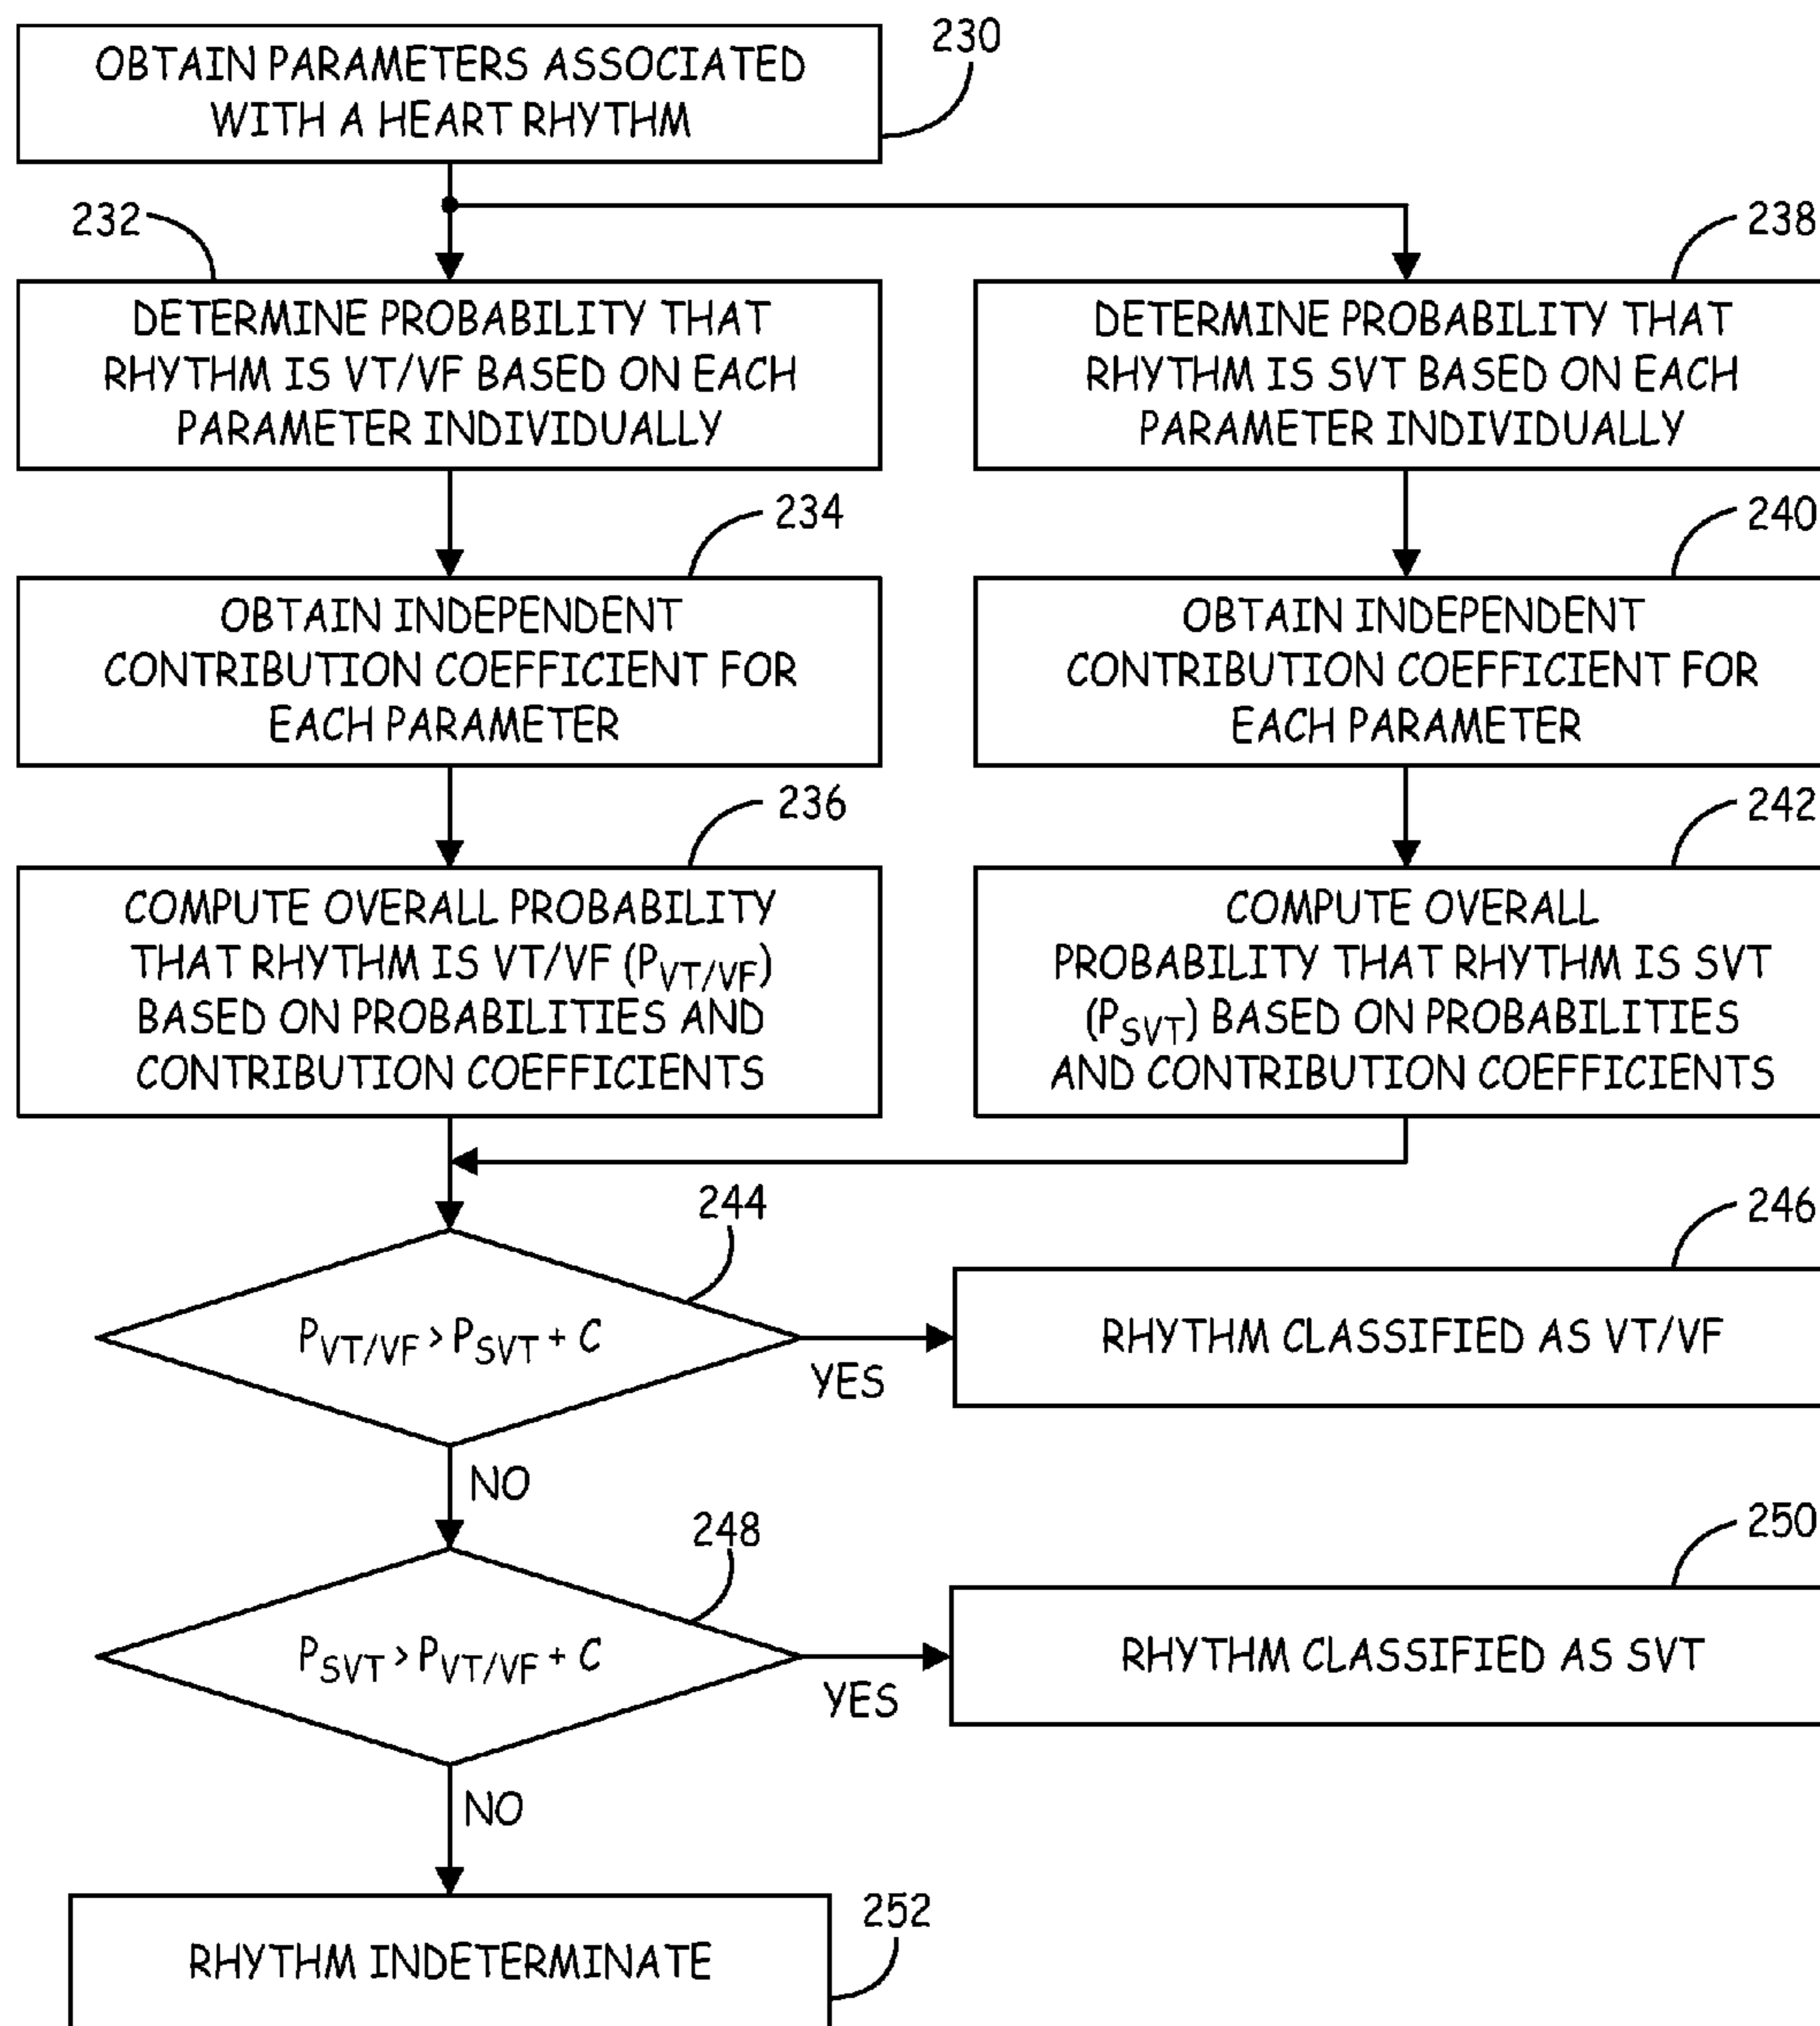 OBTAIN PARAMETERS ASSOCIATED
WITH A HEART RHYTHM
230
232
DETERMINE PROBABILITY THAT
RHYTHM IS VT/VF BASED ON EACH
PARAMETER INDIVIDUALLY
238
DETERMINE PROBABILITY THAT
RHYTHM IS SVT BASED ON EACH
PARAMETER INDIVIDUALLY
234
OBTAIN INDEPENDENT
CONTRIBUTION COEFFICIENT FOR
EACH PARAMETER
240
OBTAIN INDEPENDENT
CONTRIBUTION COEFFICIENT FOR
EACH PARAMETER
236
COMPUTE OVERALL PROBABILITY
THAT RHYTHM IS VT/VF (PVT/VF)
BASED ON PROBABILITIES AND
CONTRIBUTION COEFFICIENTS
242
COMPUTE OVERALL
PROBABILITY THAT RHYTHM IS SVT
(PSVT) BASED ON PROBABILITIES
AND CONTRIBUTION COEFFICIENTS
244
PVT/VF > PSVT + C
YES
246
RHYTHM CLASSIFIED AS VT/VF
NO
248
PSVT > PVT/VF + C
YES
250
RHYTHM CLASSIFIED AS SVT
NO
252
RHYTHM INDETERMINATE